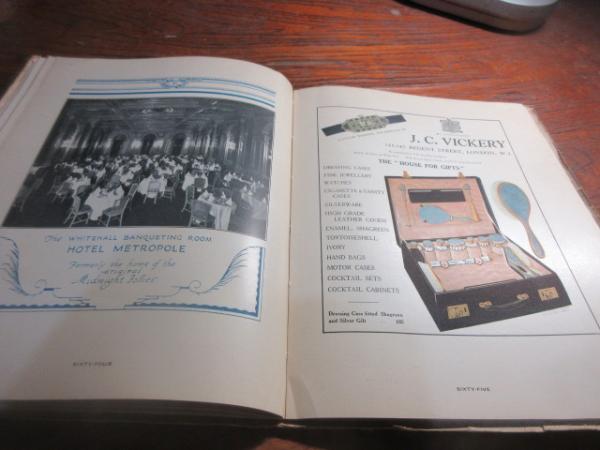 The WHITEHALL BANQUETING ROOM
HOTEL METROPOLE
Formerly the home of the
original
Midnight Follies
SIXTY-FOUR
J. C. VICKERY
REGENT STREET, LONDON, W.1
THE "HOUSE FOR GIFTS"
DRESSING CASES
FINE JEWELLERY
WATCHES
CIGARETTE & VANITY
CASES
SILVERWARE
HIGH GRADE
LEATHER GOODS
ENAMEL, SHAGREEN
TORTOISESHELL
IVORY
HAND BAGS
MOTOR CASES
COCKTAIL SETS
COCKTAIL CABINETS
Dressing Case fitted Shagreen
and Silver Gilt
SIXTY-FIVE